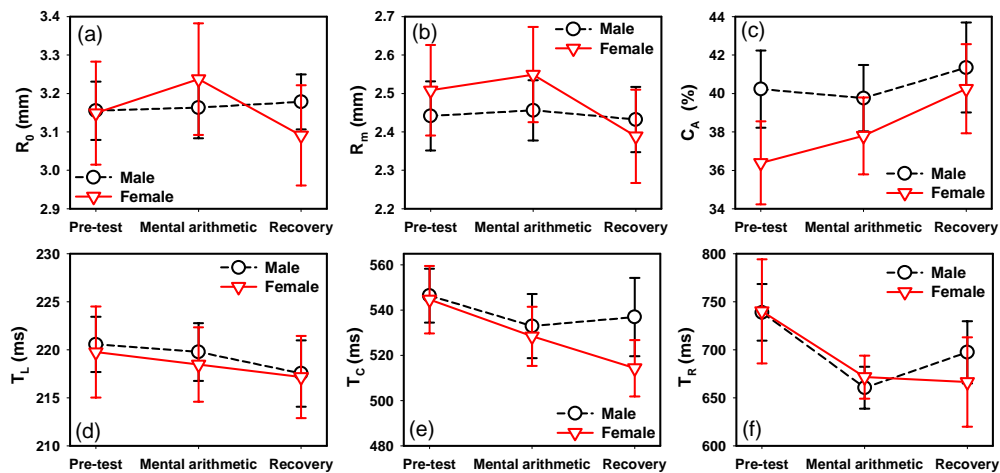 3.4
3.3
3.2
3.1
3.0
2.9
R0 (mm)
(a)
Male
Female
Pre-test Mental arithmetic Recovery
2.8
2.7
2.6
2.5
2.4
2.3
2.2
Rm (mm)
(b)
Male
Female
Pre-test Mental arithmetic Recovery
44
42
40
38
36
34
CA (%)
(c)
Male
Female
Pre-test Mental arithmetic Recovery
230
225
220
215
210
TL (ms)
(d)
Male
Female
Pre-test Mental arithmetic Recovery
560
540
520
500
480
TC (ms)
(e)
Male
Female
Pre-test Mental arithmetic Recovery
800
750
700
650
600
TR (ms)
(f)
Male
Female
Pre-test Mental arithmetic Recovery